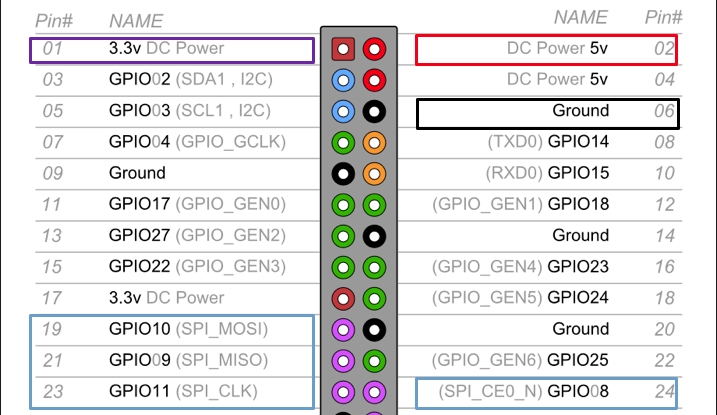 Pin# NAME NAME Pin#
01 3.3v DC Power DC Power 5v 02
03 GPIO02 (SDA1 , I2C) DC Power 5v 04
05 GPIO03 (SCL1 , I2C) Ground 06
07 GPIO04 (GPIO_GCLK) (TXD0) GPIO14 08
09 Ground (RXD0) GPIO15 10
11 GPIO17 (GPIO_GEN0) (GPIO_GEN1) GPIO18 12
13 GPIO27 (GPIO_GEN2) Ground 14
15 GPIO22 (GPIO_GEN3) (GPIO_GEN4) GPIO23 16
17 3.3v DC Power (GPIO_GEN5) GPIO24 18
19 GPIO10 (SPI_MOSI) Ground 20
21 GPIO09 (SPI_MISO) (GPIO_GEN6) GPIO25 22
23 GPIO11 (SPI_CLK) (SPI_CE0_N) GPIO08 24